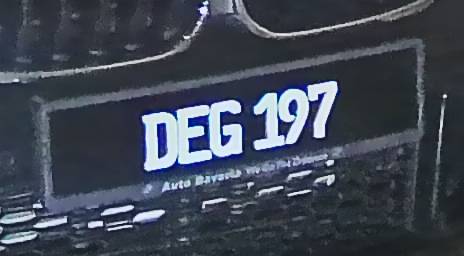 DEG 197
Auto Bavaria